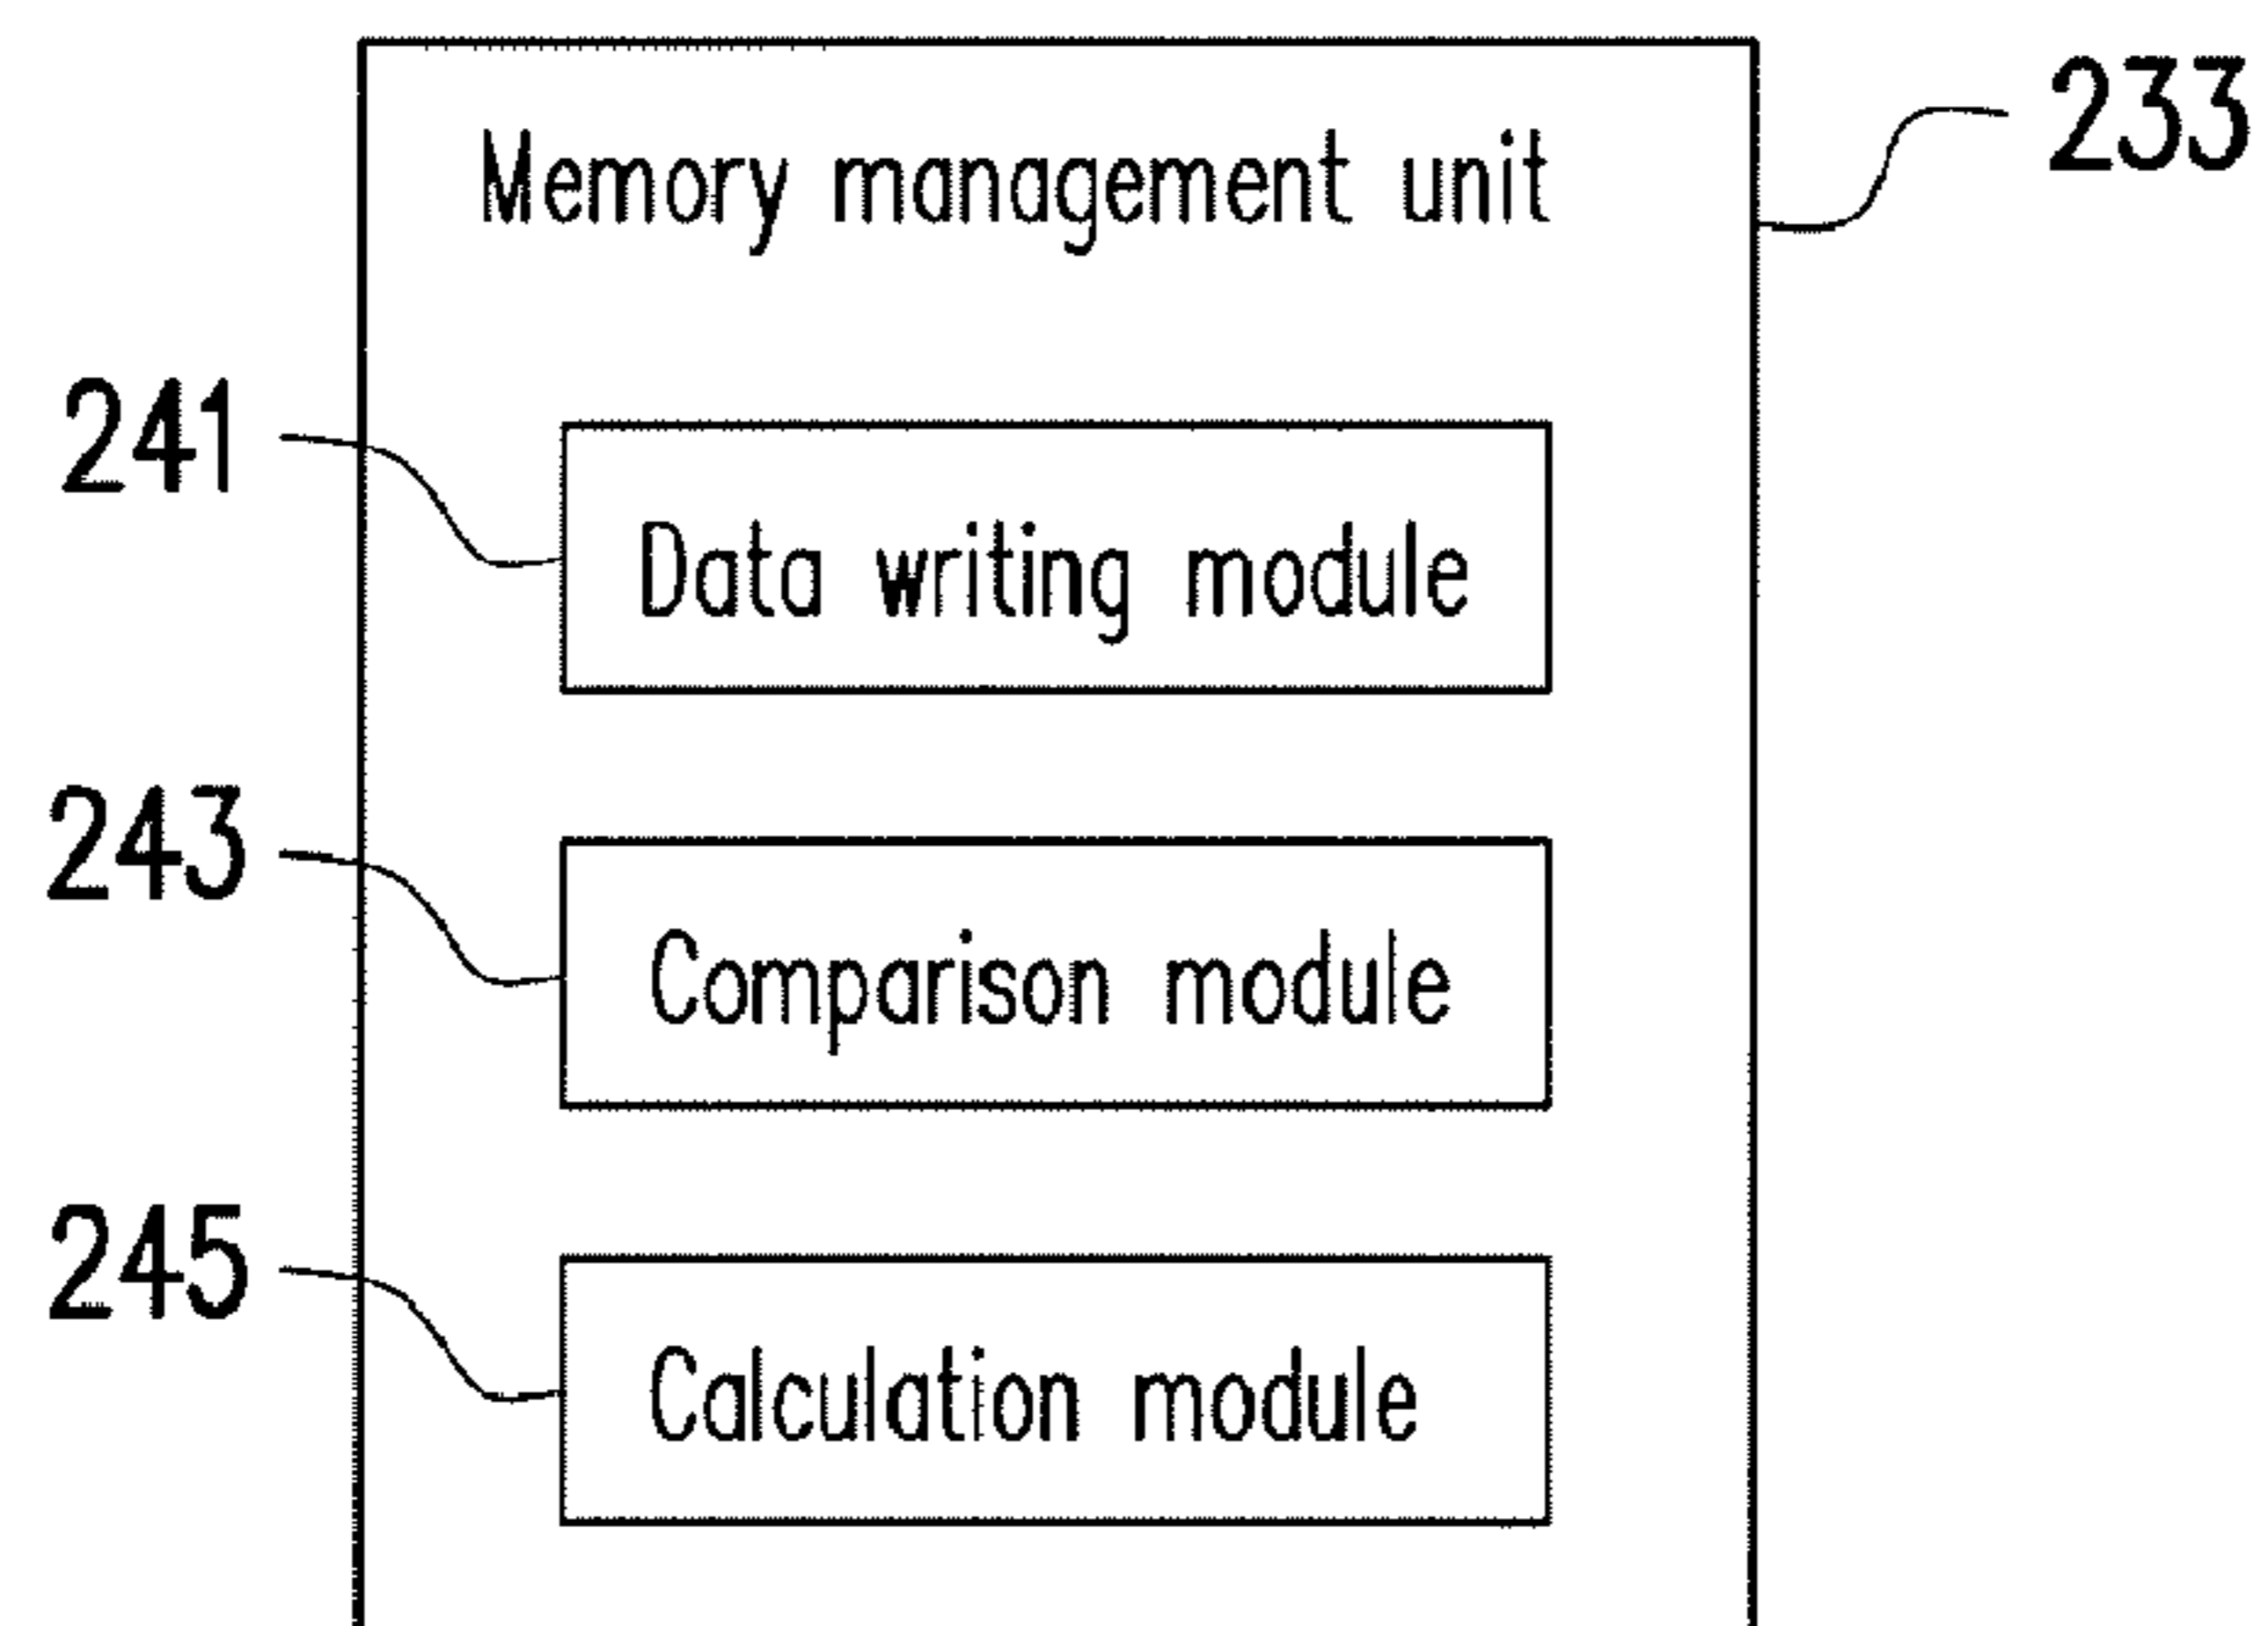 233
Memory management unit
241
Data writing module
243
Comparison module
245
Calculation module